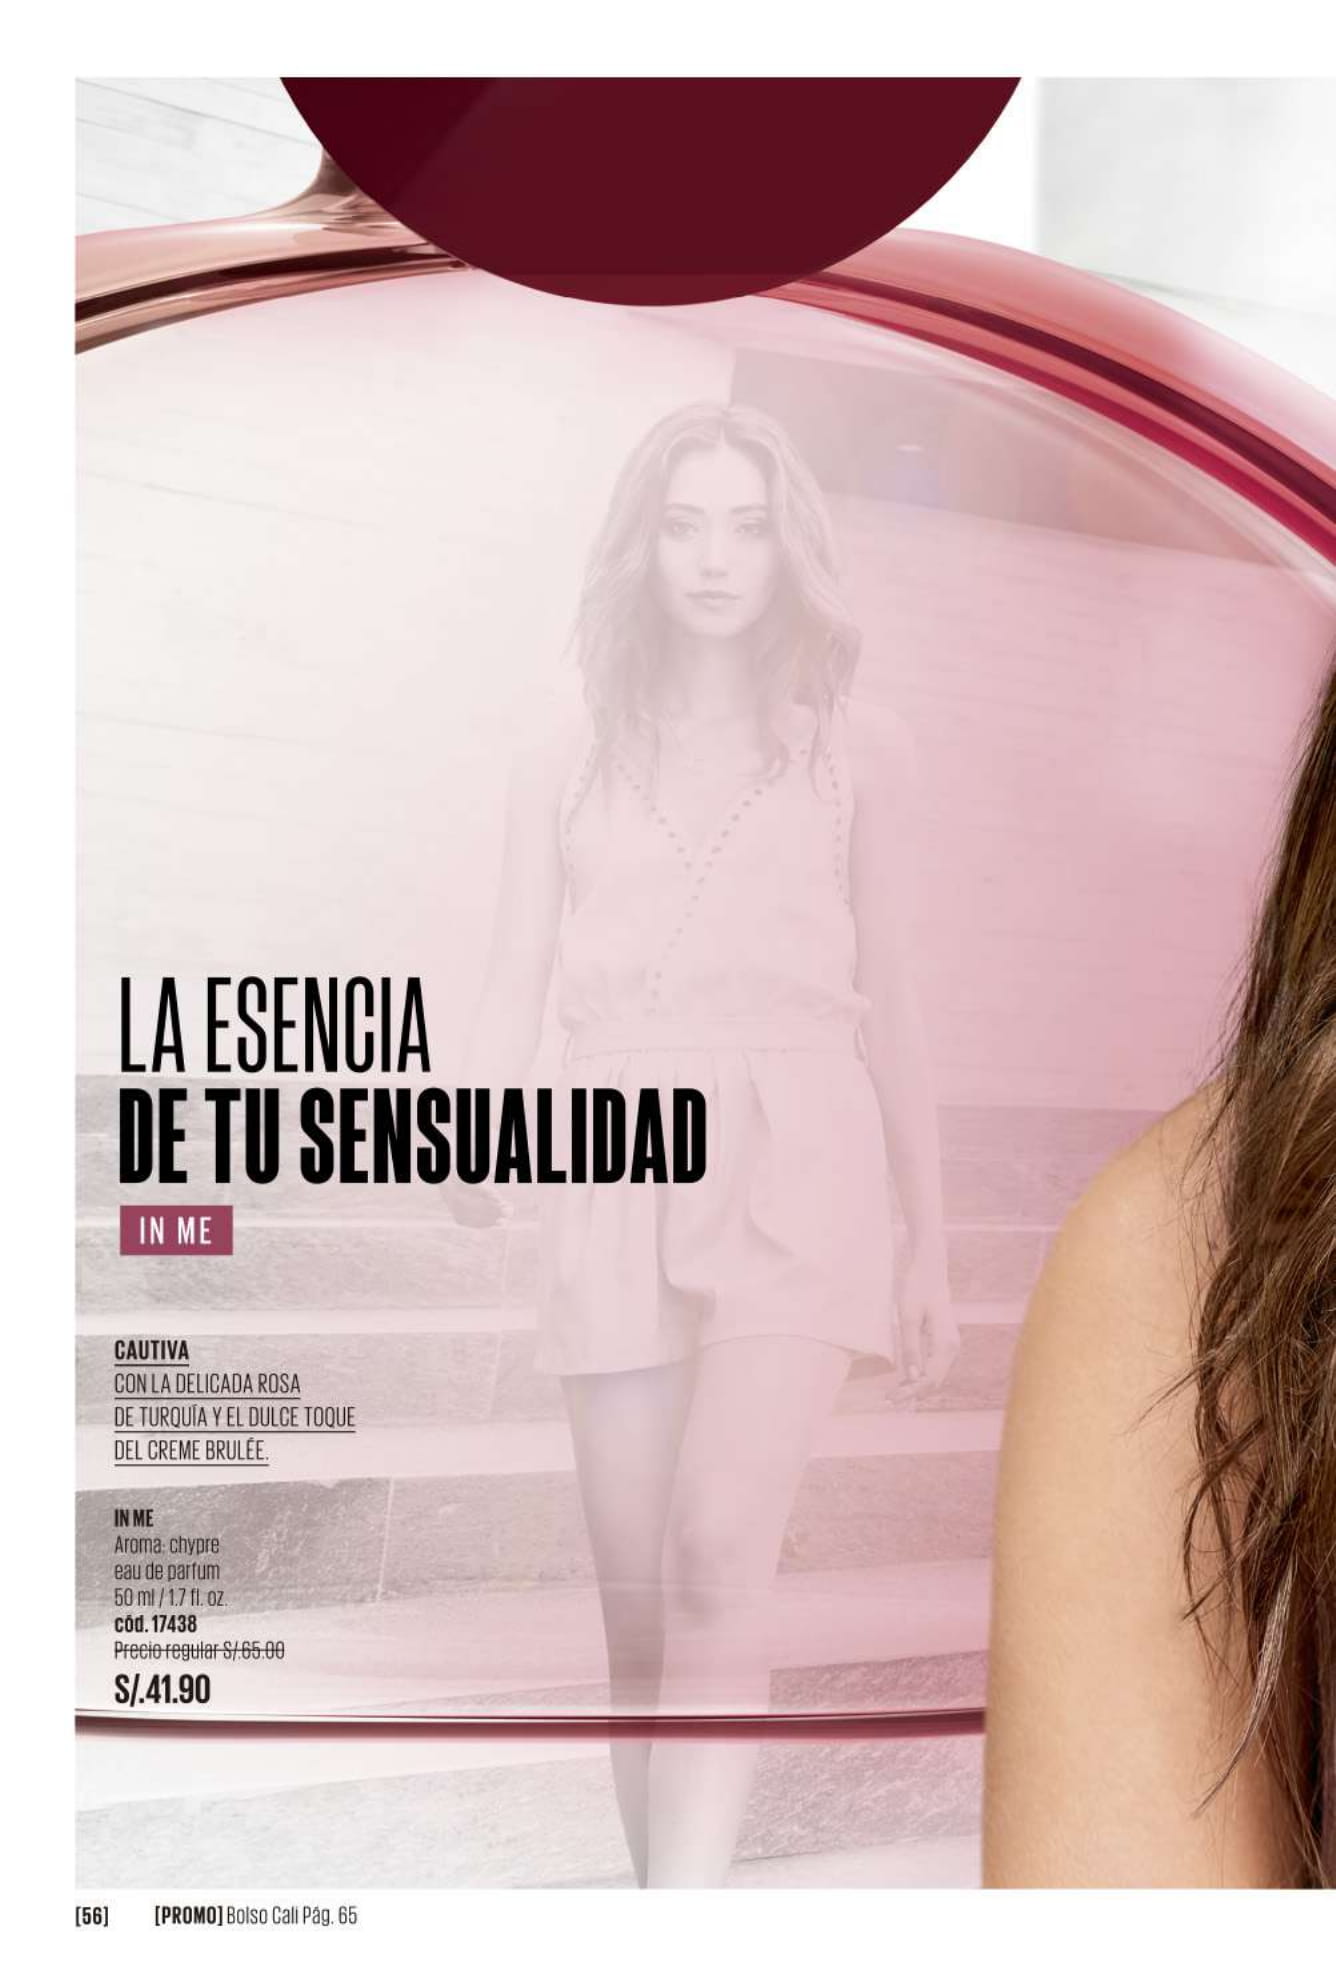 LA ESENCIA
DE TU SENSUALIDAD
IN ME
CAUTIVA
CON LA DELICADA ROSA
DE TURQUÍA Y EL DULCE TOQUE
DEL CREME BRULÉE.
IN ME
Aroma: chypre
eau de parfum
50 ml / 1.7 fl. oz.
cód. 17438
Precio regular S/.65.00
S/.41.90
[56] [PROMO] Bolso Cali Pág. 65